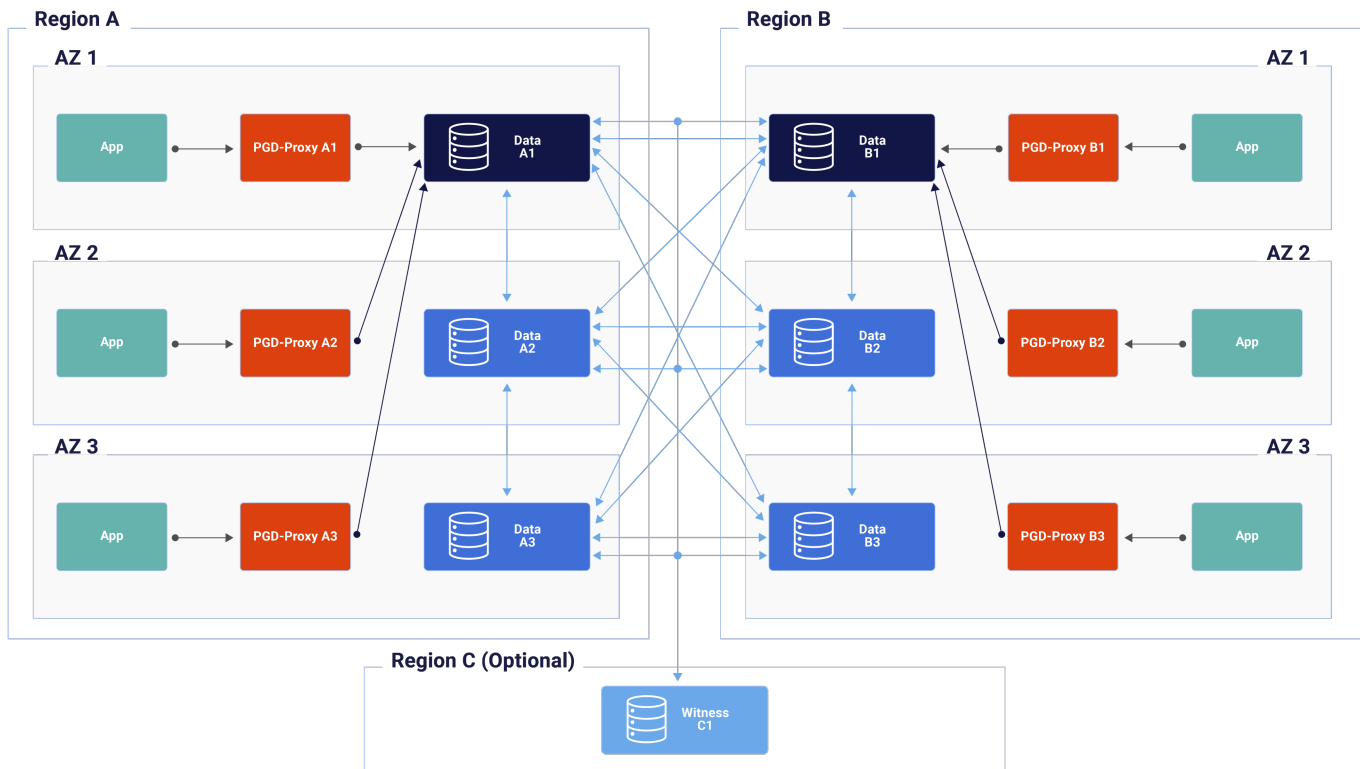 Region A
Region B
AZ 1
AZ 1
App
PGD-Proxy A1
Data
A1
Data
B1
PGD-Proxy B1
App
AZ 2
AZ 2
App
PGD-Proxy A2
Data
A2
Data
B2
PGD-Proxy B2
App
AZ 3
AZ 3
App
PGD-Proxy A3
Data
A3
Data
B3
PGD-Proxy B3
App
Region C (Optional)
Witness
C1